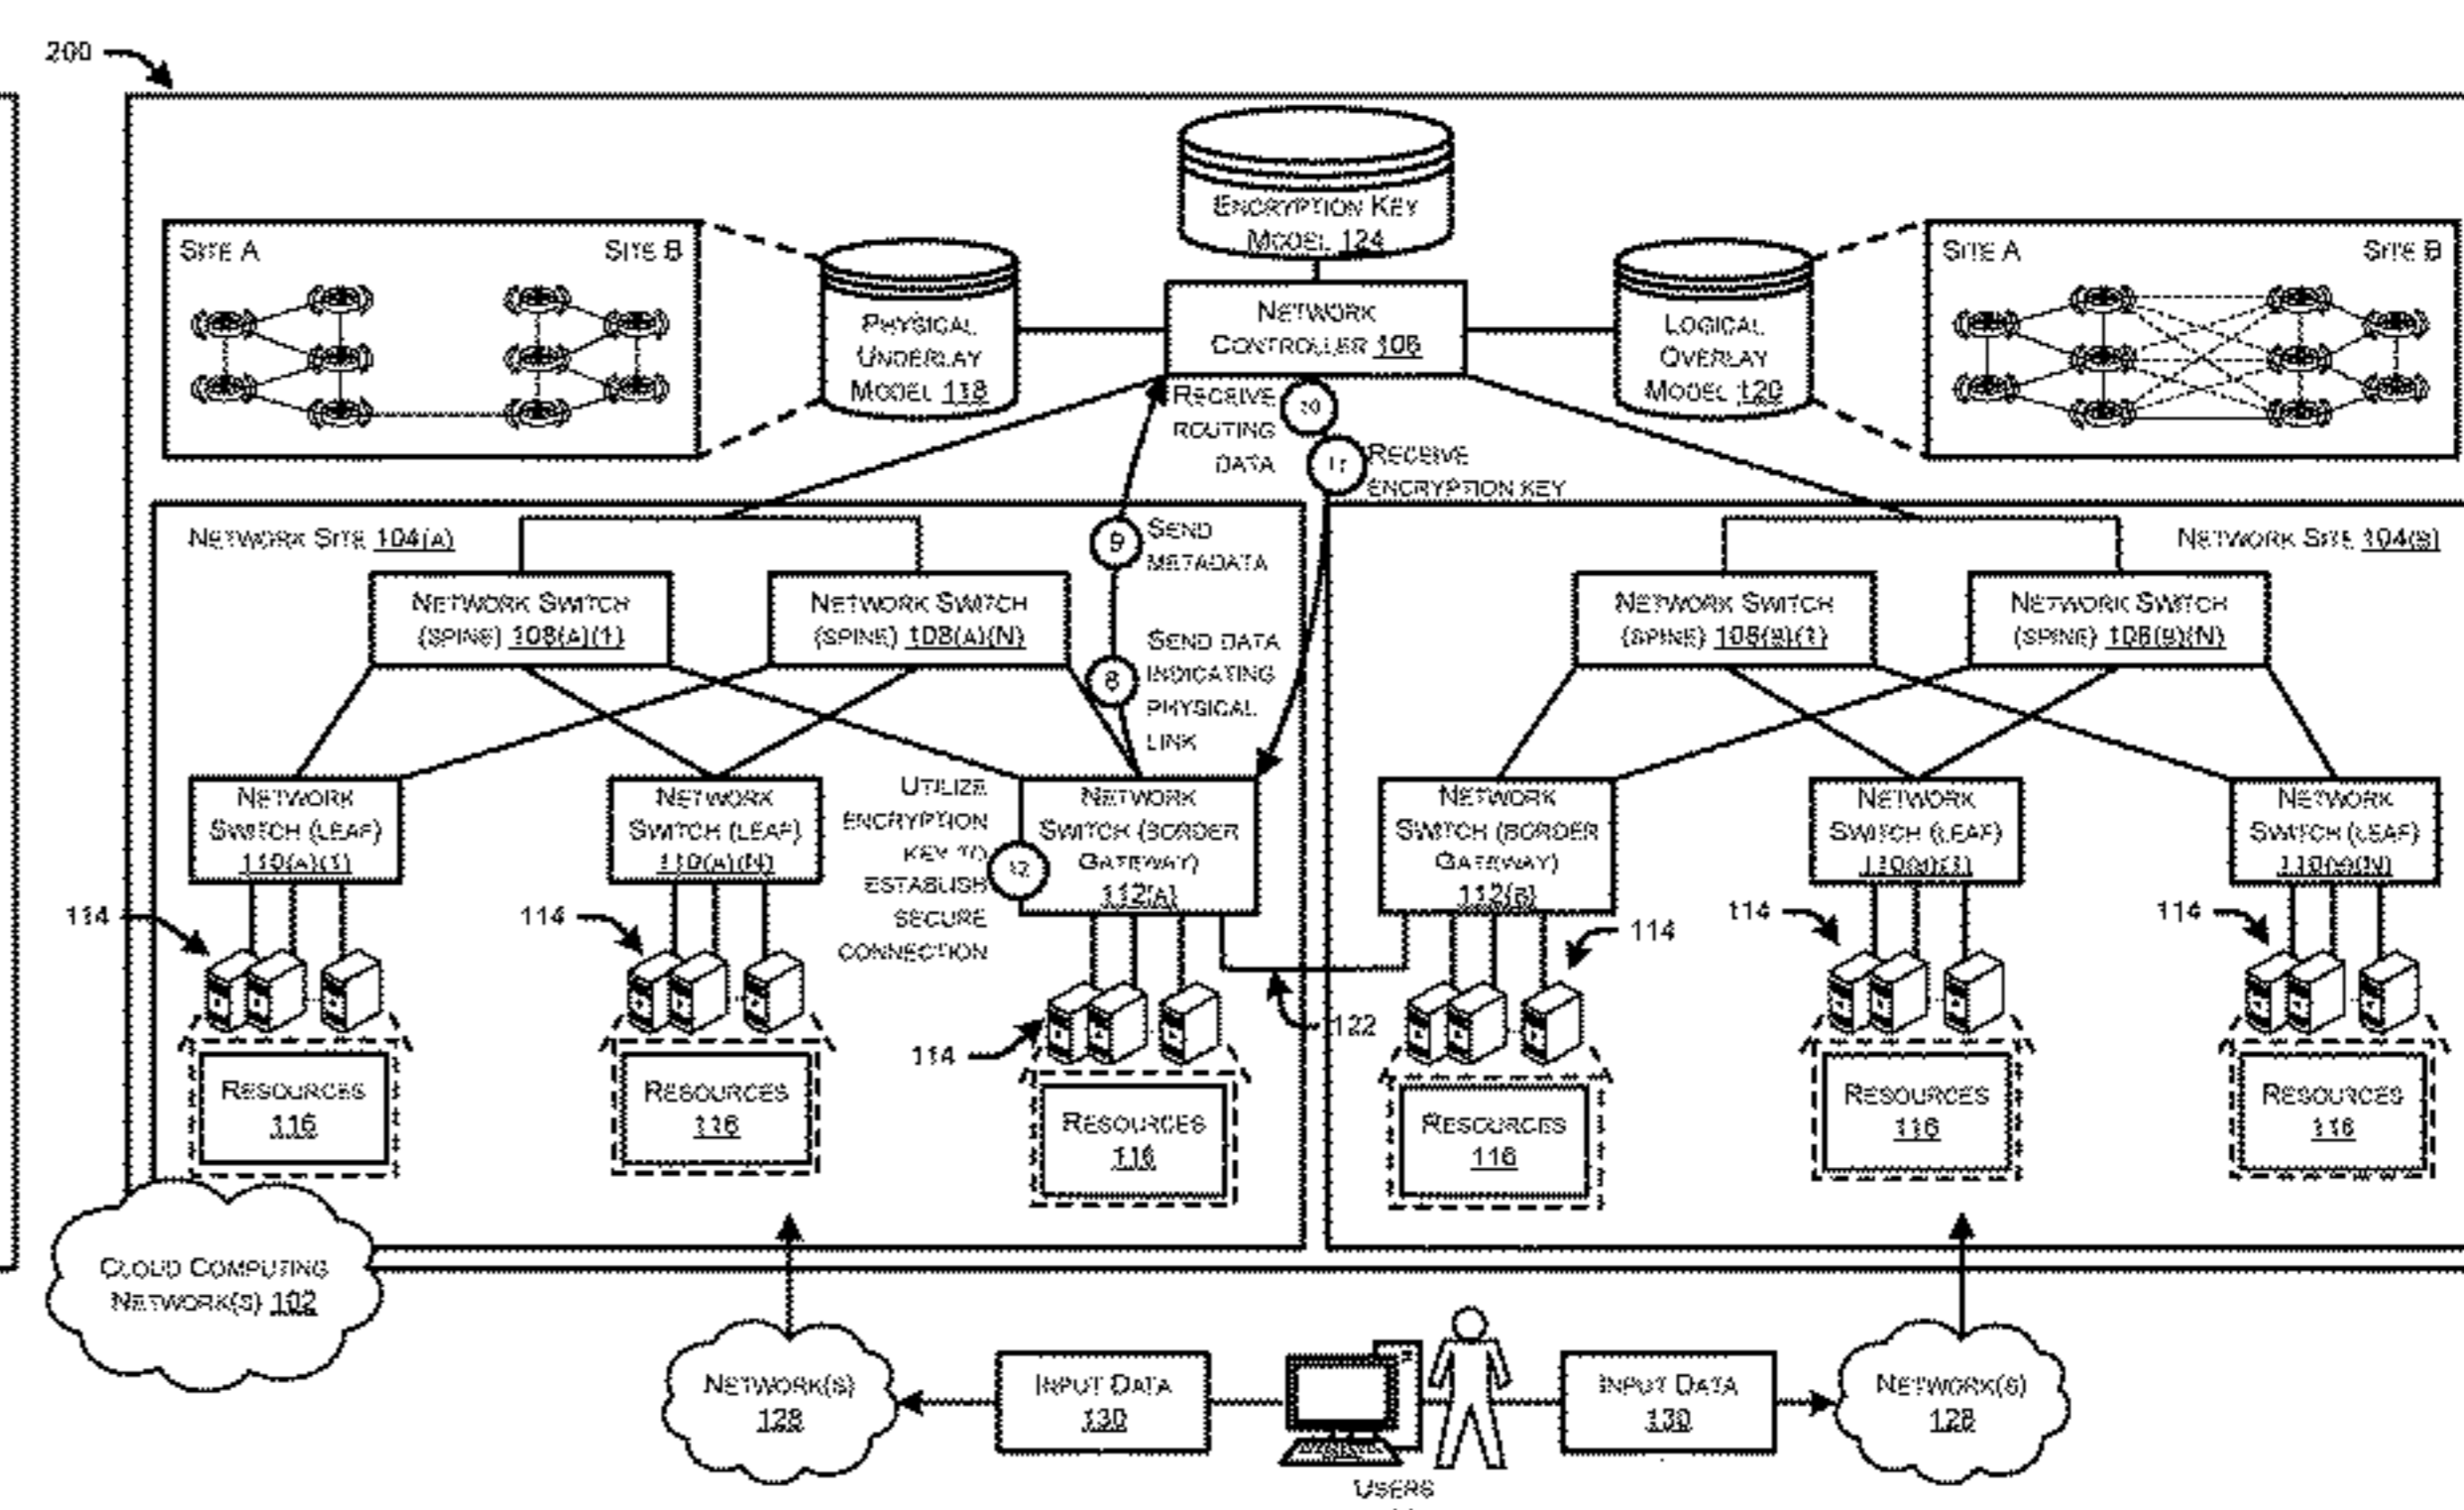 200
ENCRYPTION KEY
MODEL 124
SITE A
SITE B
PHYSICAL
UNDERLAY
MODEL 118
NETWORK
CONTROLLER 106
LOGICAL
OVERLAY
MODEL 120
SITE A
SITE B
RECEIVE
ROUTING
DATA
10
11
RECEIVE
ENCRYPTION KEY
NETWORK SITE 104(A)
9
SEND
METADATA
NETWORK SITE 104(B)
NETWORK SWITCH
(SPINE) 108(A)(1)
NETWORK SWITCH
(SPINE) 108(A)(N)
8
SEND DATA
INDICATING
PHYSICAL
LINK
NETWORK SWITCH
(SPINE) 108(B)(1)
NETWORK SWITCH
(SPINE) 108(B)(N)
NETWORK
SWITCH (LEAF)
110(A)(1)
NETWORK
SWITCH (LEAF)
110(A)(N)
UTILIZE
ENCRYPTION
KEY TO
ESTABLISH
SECURE
CONNECTION
12
NETWORK
SWITCH (BORDER
GATEWAY)
112(A)
NETWORK
SWITCH (BORDER
GATEWAY)
112(B)
NETWORK
SWITCH (LEAF)
110(B)(1)
NETWORK
SWITCH (LEAF)
110(B)(N)
114
114
114
114
114
114
122
RESOURCES
116
RESOURCES
116
RESOURCES
116
RESOURCES
116
RESOURCES
116
RESOURCES
116
CLOUD COMPUTING
NETWORK(S) 102
NETWORK(S)
128
INPUT DATA
130
INPUT DATA
130
NETWORK(S)
128
USERS